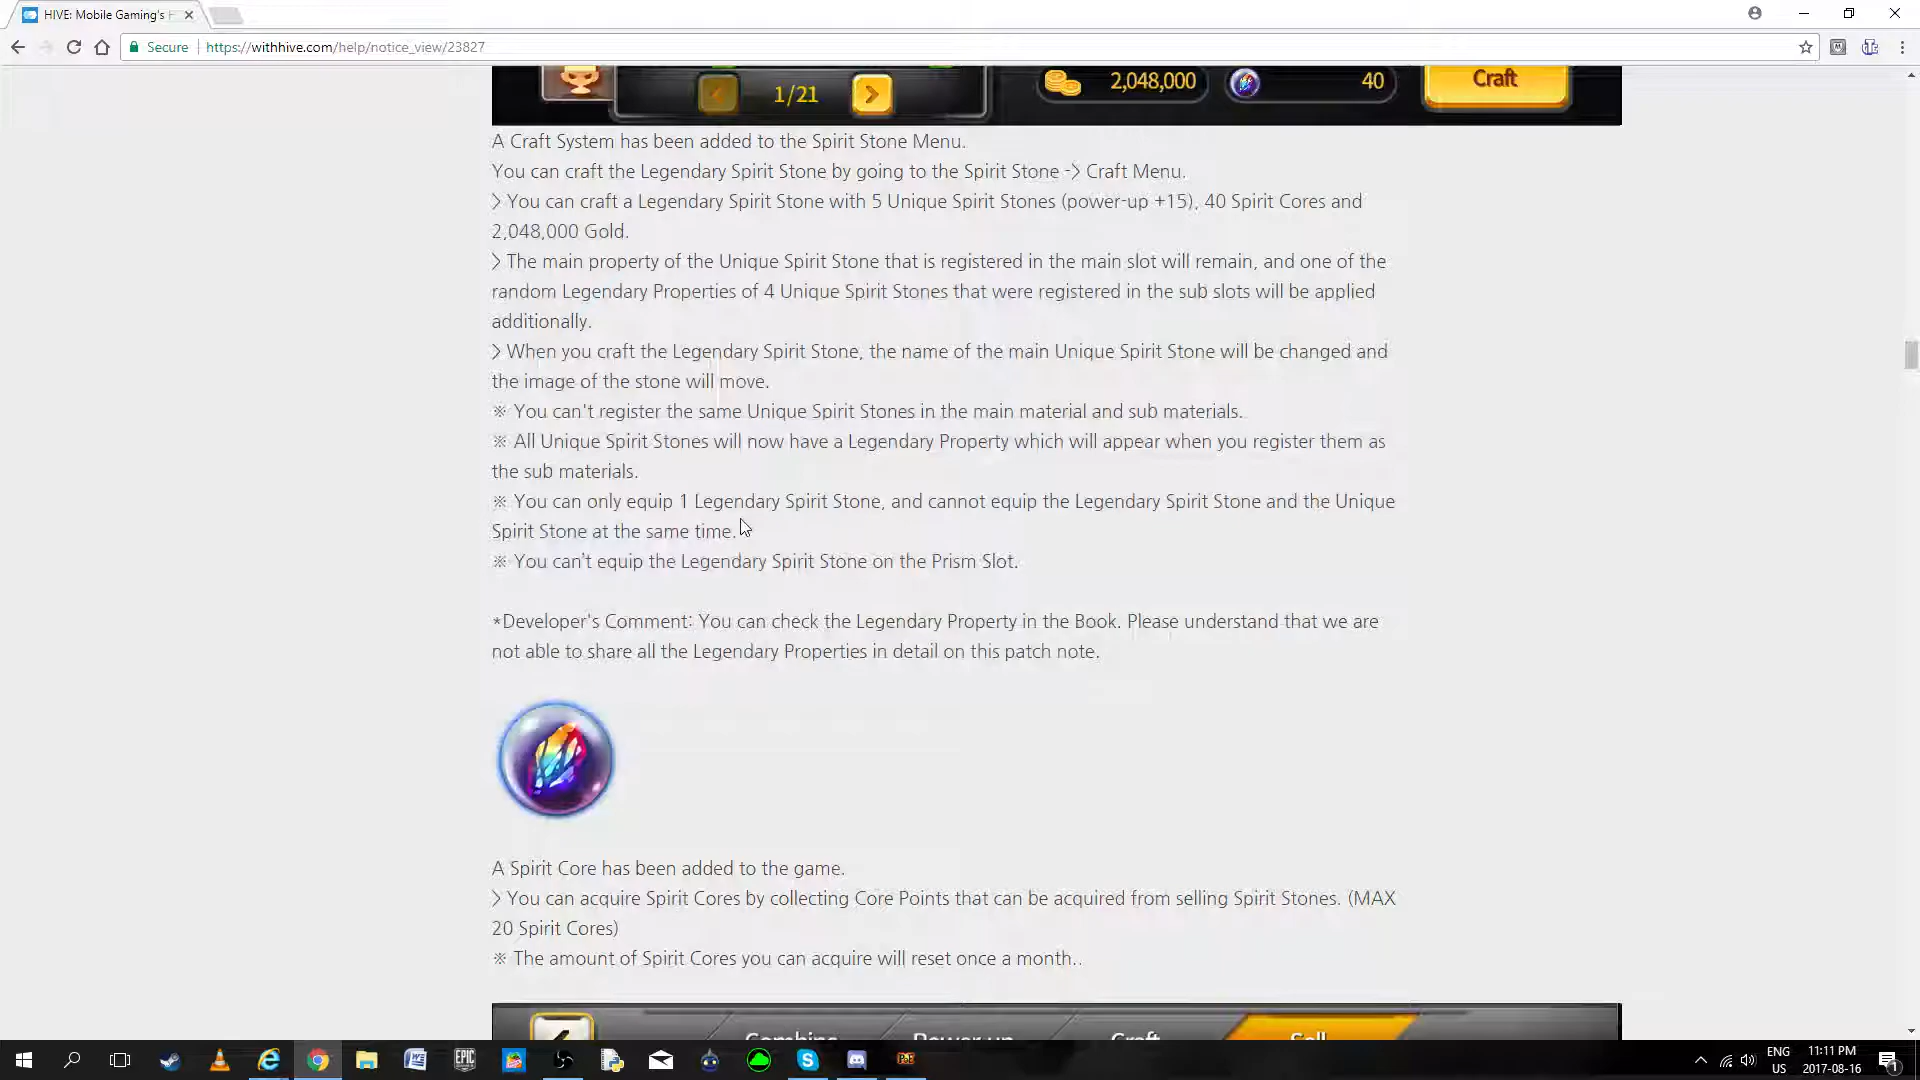 HIVE: Mobile Gaming's F
Secure https://withhive.com/help/notice_view/23827
1/21 2,048,000 40 Craft
A Craft System has been added to the Spirit Stone Menu.
You can craft the Legendary Spirit Stone by going to the Spirit Stone -> Craft Menu.
> You can craft a Legendary Spirit Stone with 5 Unique Spirit Stones (power-up +15), 40 Spirit Cores and
2,048,000 Gold.
> The main property of the Unique Spirit Stone that is registered in the main slot will remain, and one of the
random Legendary Properties of 4 Unique Spirit Stones that were registered in the sub slots will be applied
additionally.
> When you craft the Legendary Spirit Stone, the name of the main Unique Spirit Stone will be changed and
the image of the stone will move.
※ You can't register the same Unique Spirit Stones in the main material and sub materials.
※ All Unique Spirit Stones will now have a Legendary Property which will appear when you register them as
the sub materials.
※ You can only equip 1 Legendary Spirit Stone, and cannot equip the Legendary Spirit Stone and the Unique
Spirit Stone at the same time.
※ You can't equip the Legendary Spirit Stone on the Prism Slot.
*Developer's Comment: You can check the Legendary Property in the Book. Please understand that we are
not able to share all the Legendary Properties in detail on this patch note.
A Spirit Core has been added to the game.
> You can acquire Spirit Cores by collecting Core Points that can be acquired from selling Spirit Stones. (MAX
20 Spirit Cores)
※ The amount of Spirit Cores you can acquire will reset once a month..
Combine Power-up Craft Sell
ENG 11:11 PM
US 2017-08-16